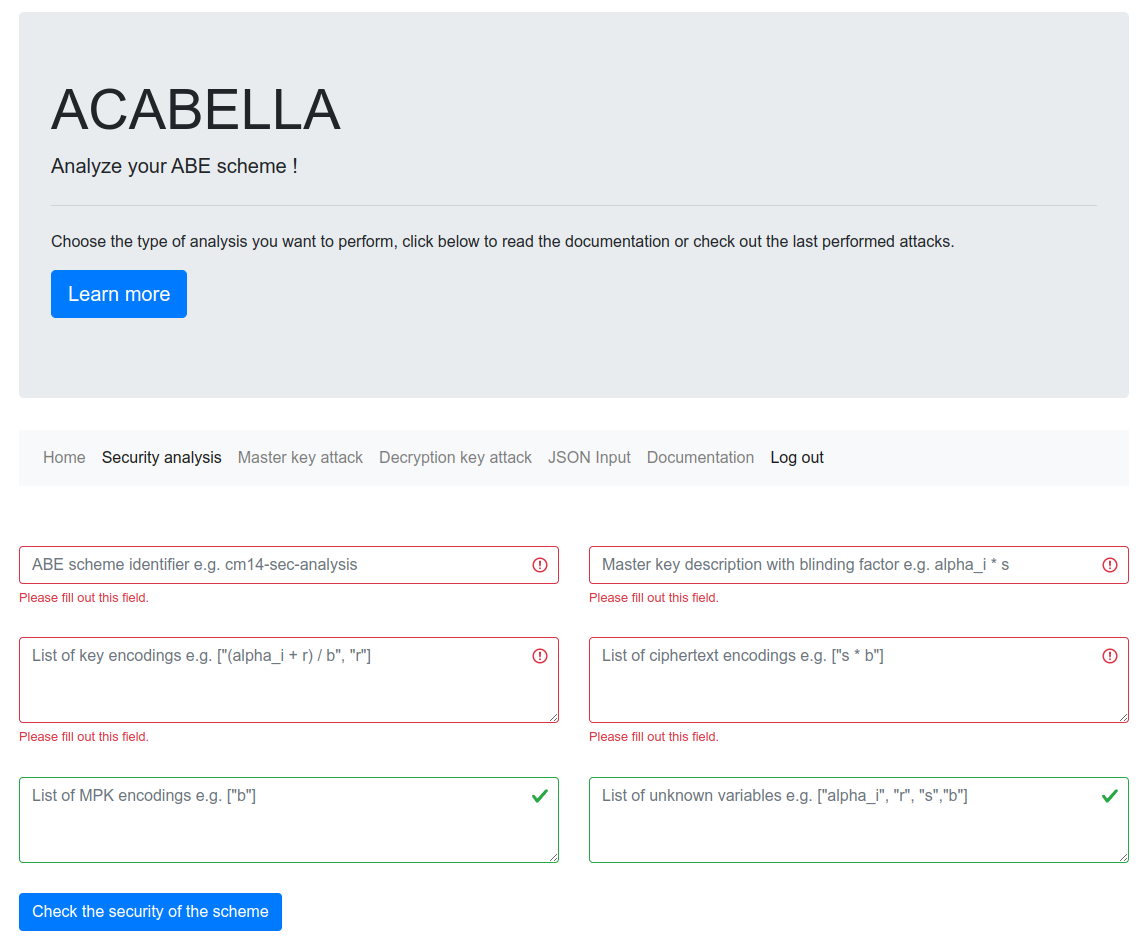 ACABELLA
Analyze your ABE scheme !
Choose the type of analysis you want to perform, click below to read the documentation or check out the last performed attacks.
Learn more
Home Security analysis Master key attack Decryption key attack JSON Input Documentation Log out
ABE scheme identifier e.g. cm14-sec-analysis
Please fill out this field.
Master key description with blinding factor e.g. alpha_i * s
Please fill out this field.
List of key encodings e.g. ["(alpha_i + r) / b", "r"]
Please fill out this field.
List of ciphertext encodings e.g. ["s * b"]
Please fill out this field.
List of MPK encodings e.g. ["b"]
List of unknown variables e.g. ["alpha_i", "r", "s","b"]
Check the security of the scheme